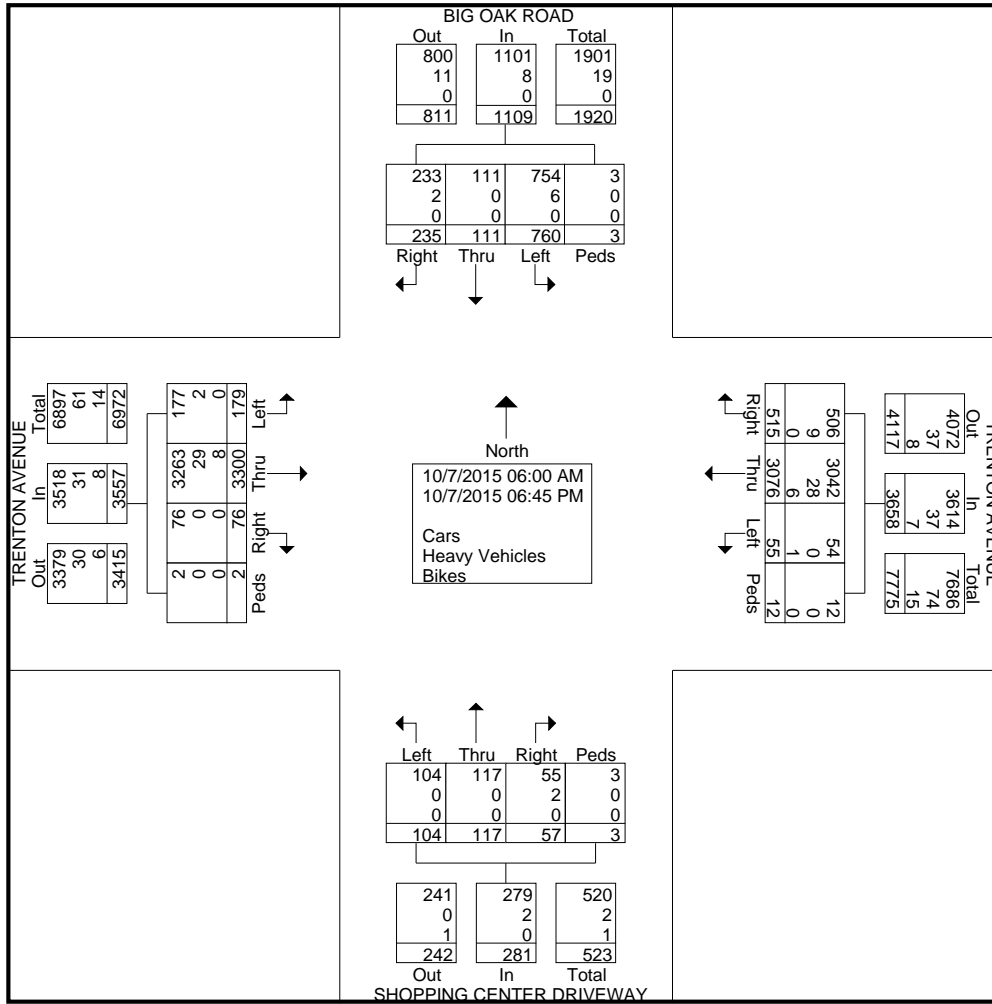 BIG OAK ROAD
Out In Total
800 1101 1901
11 8 19
0 0 0
811 1109 1920
233 111 754 3
2 0 6 0
0 0 0 0
235 111 760 3
Right Thru Left Peds
TRENTON AVENUE
Total In Out
6897 3518 3379
61 31 30
14 8 6
6972 3557 3415
177 3263 76 2
2 29 0 0
0 8 0 0
179 3300 76 2
Left Thru Right Peds
North
10/7/2015 06:00 AM
10/7/2015 06:45 PM
Cars
Heavy Vehicles
Bikes
Right Thru Left Peds
506 3042 54 12
9 28 0 0
0 6 1 0
515 3076 55 12
TRENTON AVENUE
Out In Total
4072 3614 7686
37 37 74
8 7 15
4117 3658 7775
Left Thru Right Peds
104 117 55 3
0 0 2 0
0 0 0 0
104 117 57 3
241 279 520
0 2 2
1 0 1
242 281 523
Out In Total
SHOPPING CENTER DRIVEWAY